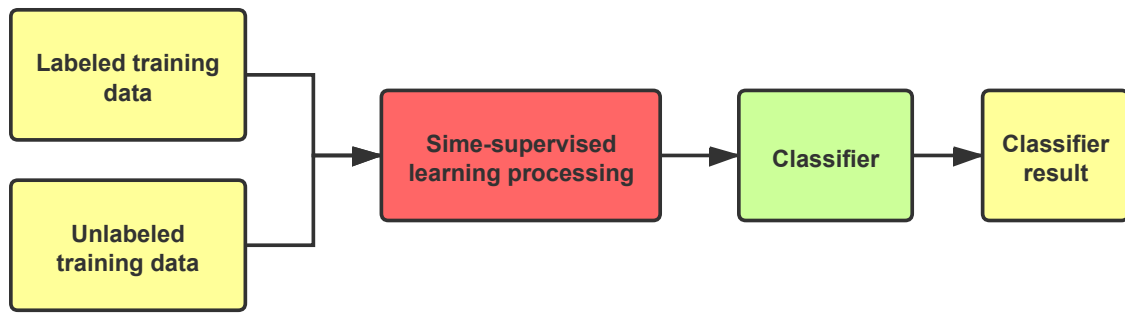 Labeled training
data
Unlabeled
training data
Sime-supervised
learning processing
Classifier
Classifier
result